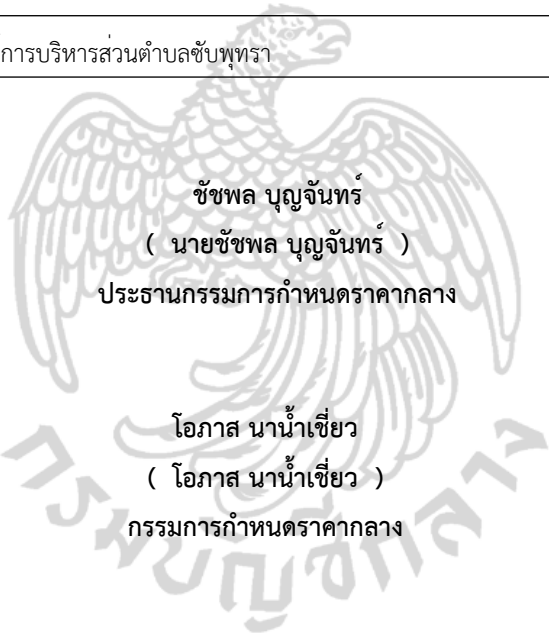 การบริหารส่วนตำบลซับพุทรา
ชัชพล บุญจันทร์
( นายชัชพล บุญจันทร์ )
ประธานกรรมการกำหนดราคากลาง
โอภาส นาน้ำเชี่ยว
( โอภาส นาน้ำเชี่ยว )
กรรมการกำหนดราคากลาง
กรมบัญชีกลาง